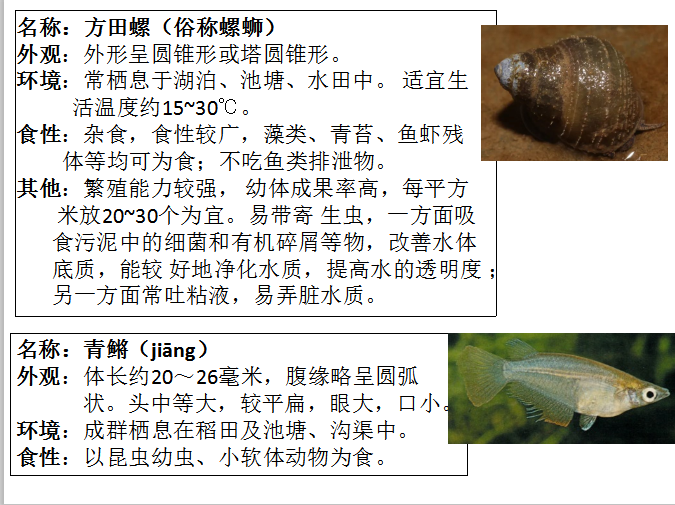 名称：方田螺（俗称螺蛳）
外观：外形呈圆锥形或塔圆锥形。
环境：常栖息于湖泊、池塘、水田中。 适宜生
活温度约15~30℃。
食性：杂食，食性较广，藻类、青苔、鱼虾残
体等均可为食；不吃鱼类排泄物。
其他：繁殖能力较强， 幼体成果率高，每平方
米放20~30个为宜。易带寄 生虫，一方面吸
食污泥中的细菌和有机碎屑等物，改善水体
底质，能较 好地净化水质，提高水的透明度；
另一方面常吐粘液，易弄脏水质。
名称：青鳉（jiāng）
外观：体长约20～26毫米，腹缘略呈圆弧
状。头中等大，较平扁，眼大，口小。
环境：成群栖息在稻田及池塘、沟渠中。
食性：以昆虫幼虫、小软体动物为食。